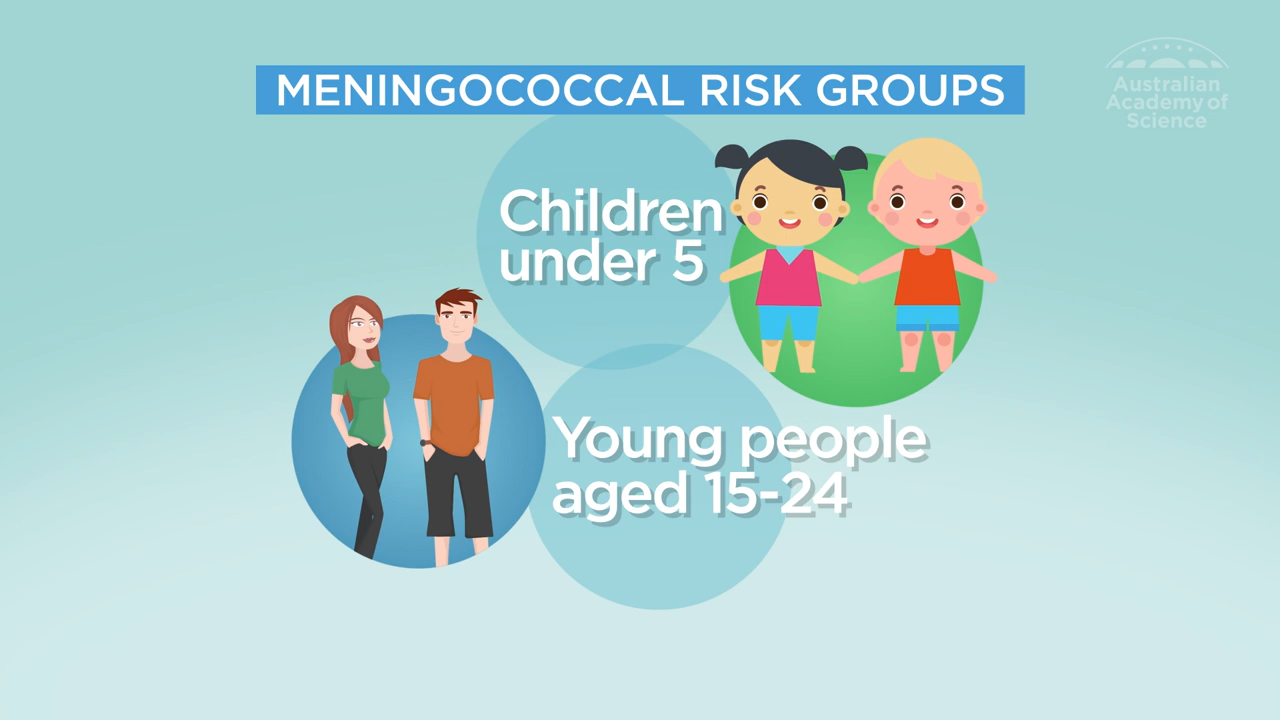 MENINGOCOCCAL RISK GROUPS
Australian
Academy of
Science
Children
under 5
Young people
aged 15-24